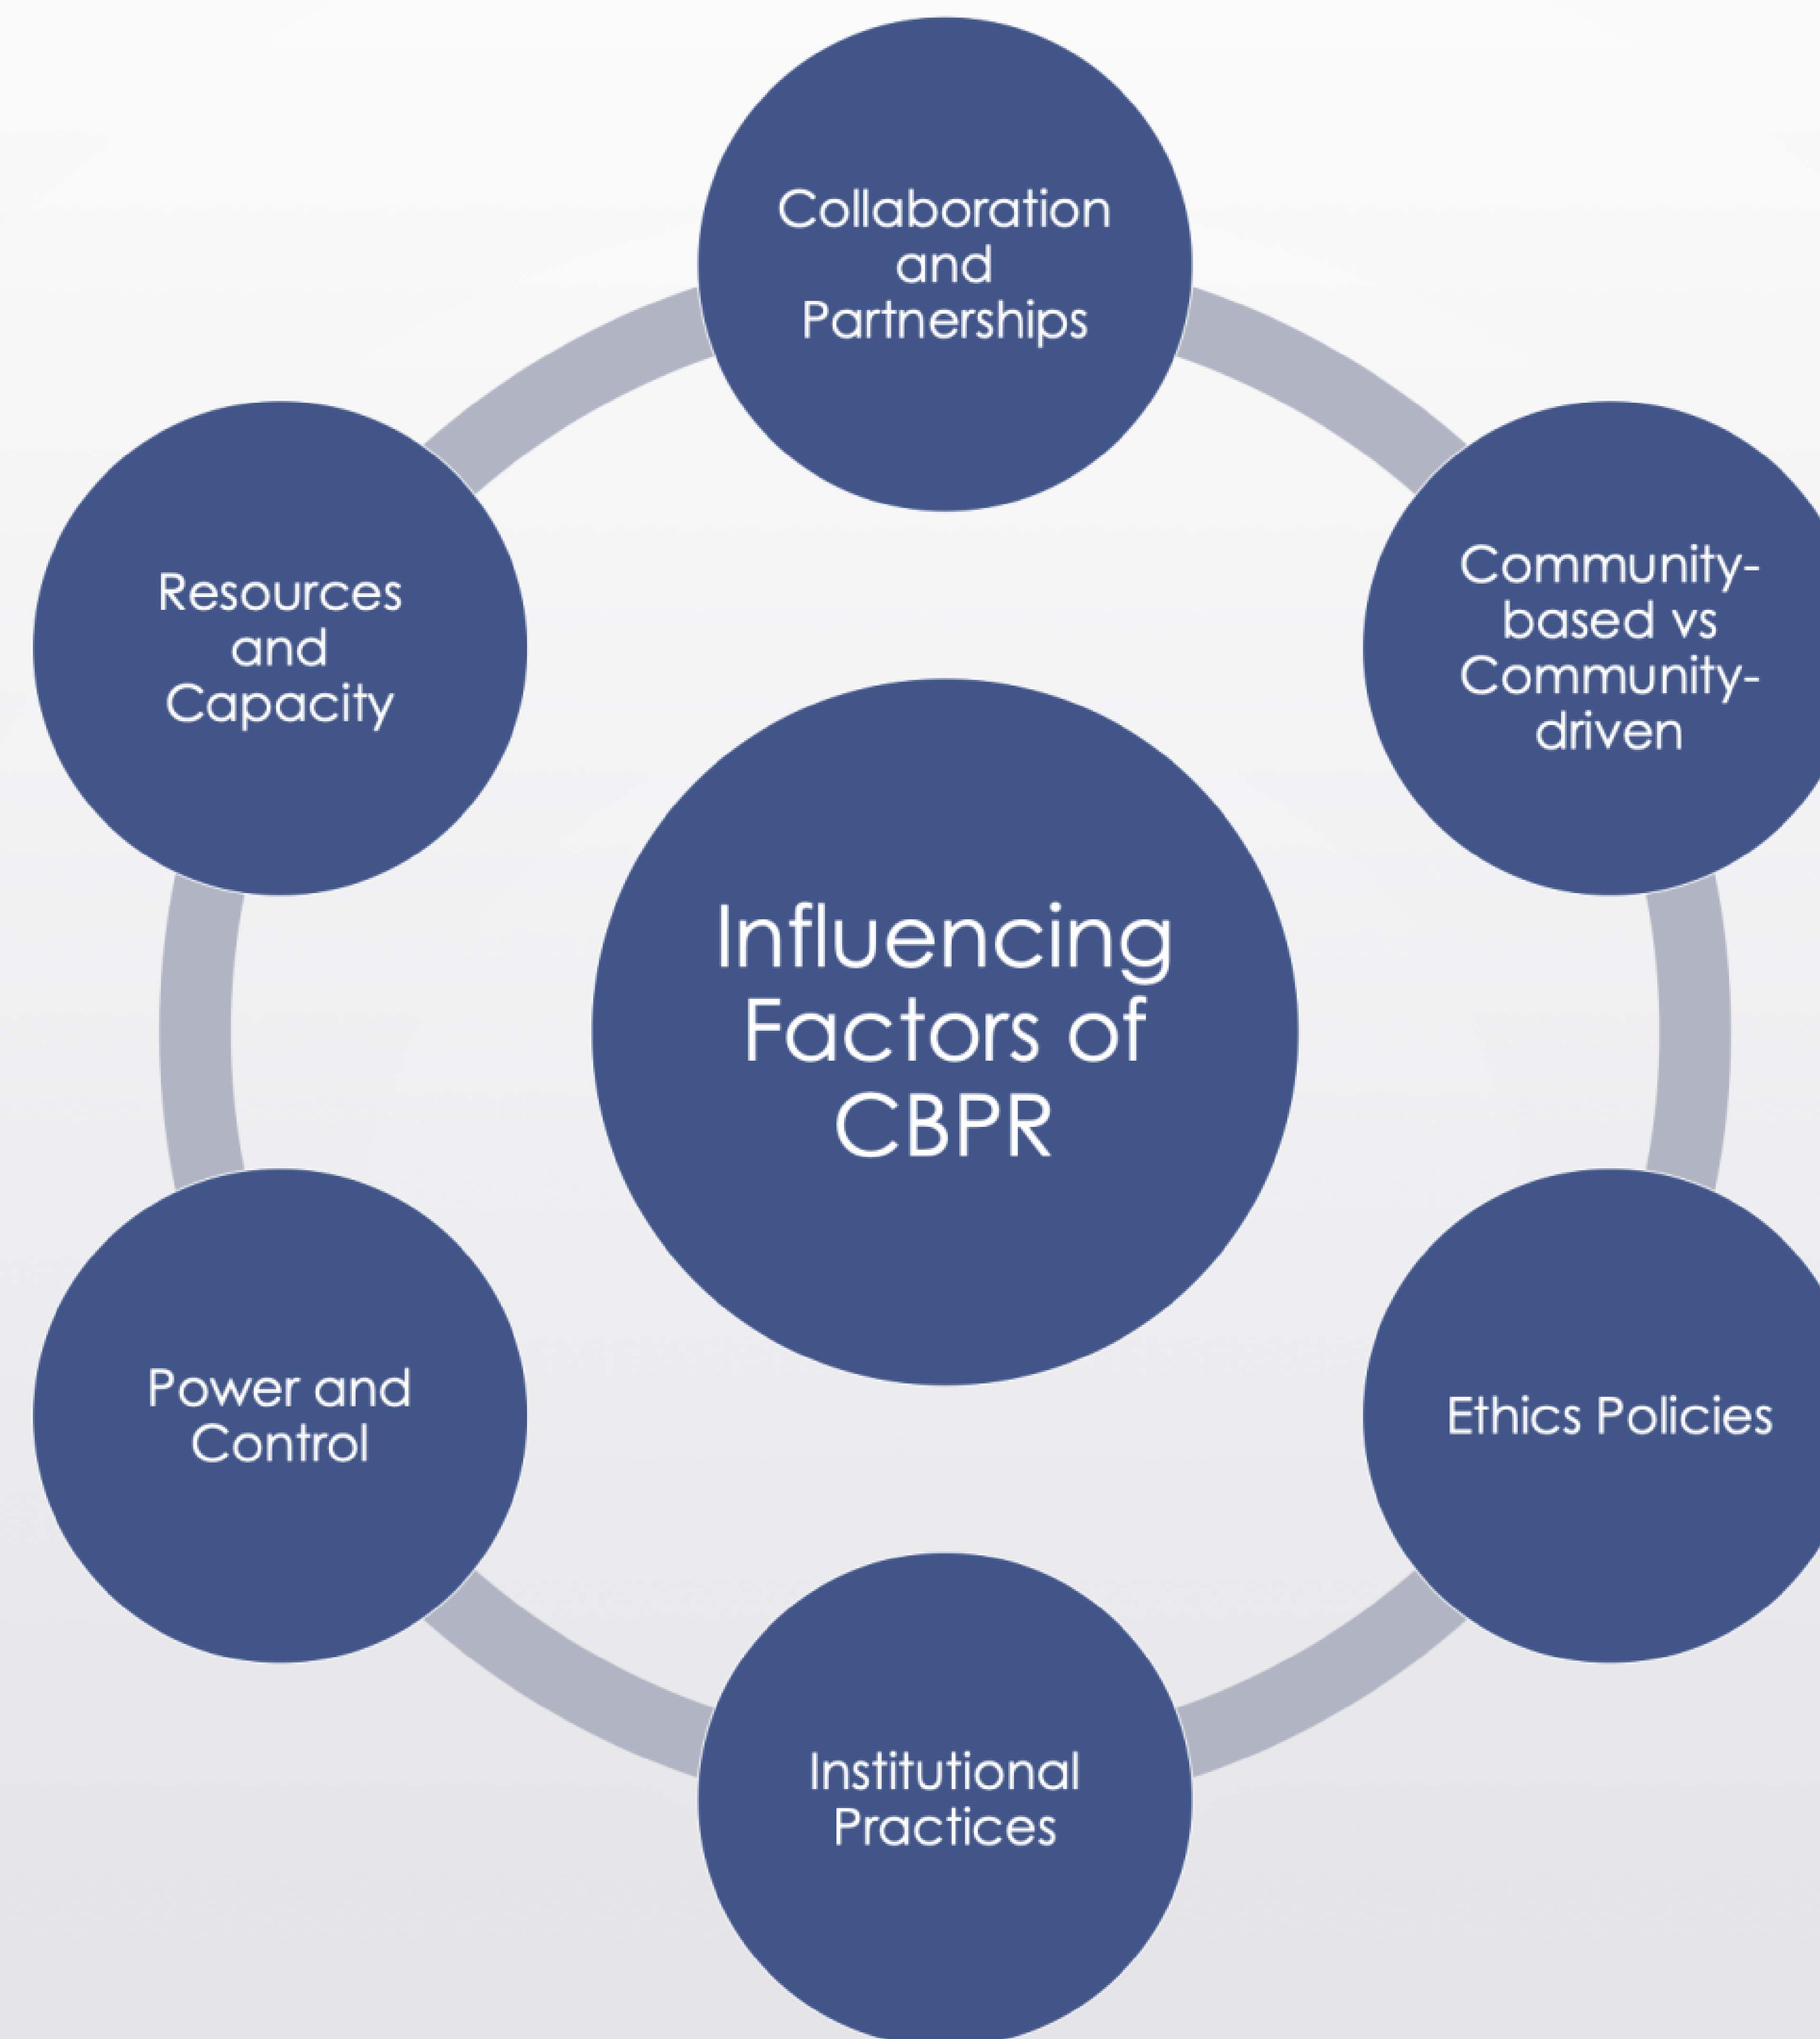 Collaboration
and
Partnerships
Community-
based vs
Community-
driven
Ethics Policies
Institutional
Practices
Power and
Control
Resources
and
Capacity
Influencing
Factors of
CBPR